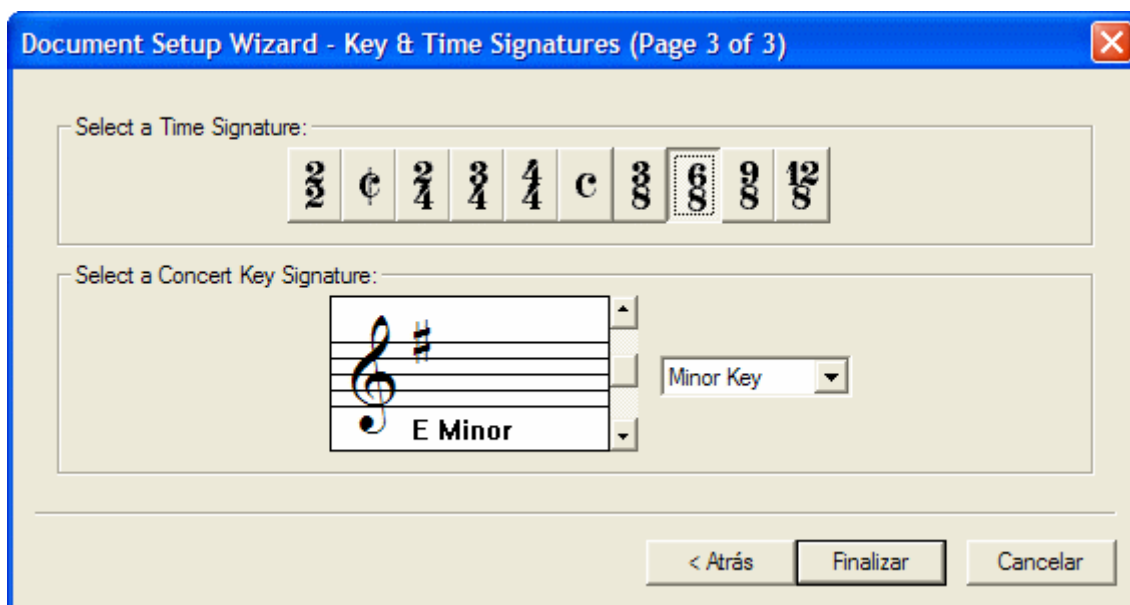 Document Setup Wizard - Key & Time Signatures (Page 3 of 3)
Select a Time Signature:
2/2 ¢ 2/4 3/4 4/4 C 3/8 6/8 9/8 12/8
Select a Concert Key Signature:
E Minor
Minor Key
< Atrás Finalizar Cancelar